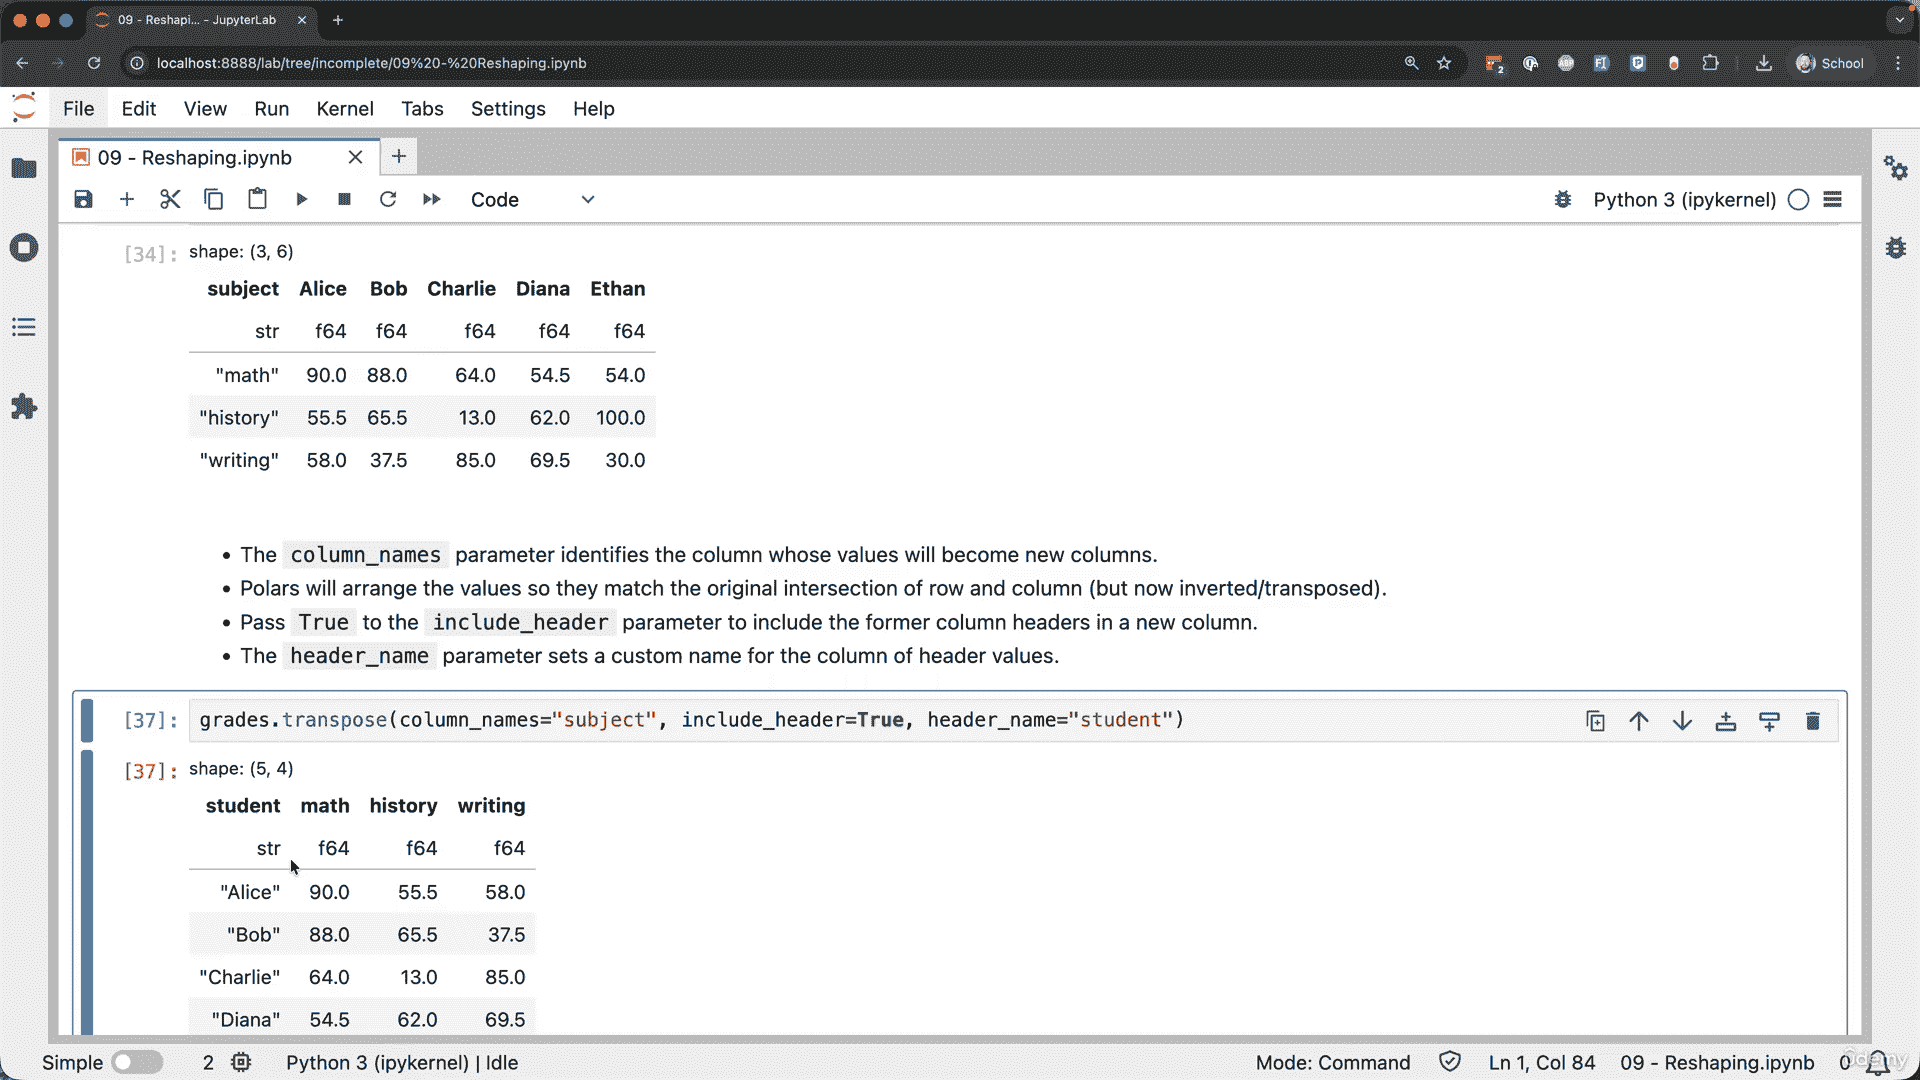 09 - Reshapi... - JupyterLab
localhost:8888/lab/tree/incomplete/09%20-%20Reshaping.ipynb
2
ABP
School
File Edit View Run Kernel Tabs Settings Help
09 - Reshaping.ipynb
Code
Python 3 (ipykernel)
[34]: shape: (3, 6)
subject Alice Bob Charlie Diana Ethan
str f64 f64 f64 f64 f64
"math" 90.0 88.0 64.0 54.5 54.0
"history" 55.5 65.5 13.0 62.0 100.0
"writing" 58.0 37.5 85.0 69.5 30.0
• The column_names parameter identifies the column whose values will become new columns.
• Polars will arrange the values so they match the original intersection of row and column (but now inverted/transposed).
• Pass True to the include_header parameter to include the former column headers in a new column.
• The header_name parameter sets a custom name for the column of header values.
[37]: grades.transpose(column_names="subject", include_header=True, header_name="student")
[37]: shape: (5, 4)
student math history writing
str f64 f64 f64
"Alice" 90.0 55.5 58.0
"Bob" 88.0 65.5 37.5
"Charlie" 64.0 13.0 85.0
"Diana" 54.5 62.0 69.5
Simple 2 Python 3 (ipykernel) | Idle Mode: Command Ln 1, Col 84 09 - Reshaping.ipynb 0
udemy